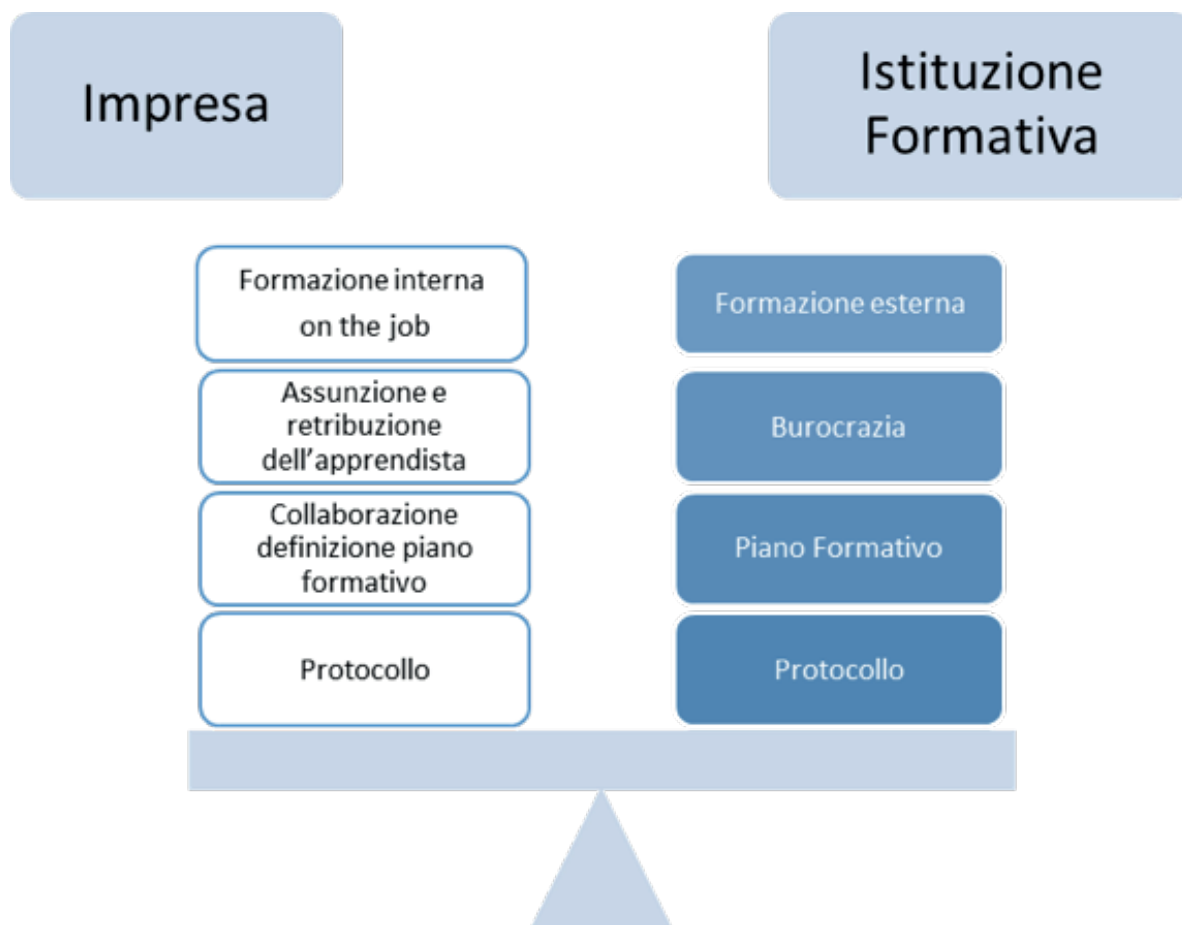 Impresa
Istituzione
Formativa
Formazione interna
on the job
Assunzione e
retribuzione
dell'apprendista
Collaborazione
definizione piano
formativo
Protocollo
Formazione esterna
Burocrazia
Piano Formativo
Protocollo